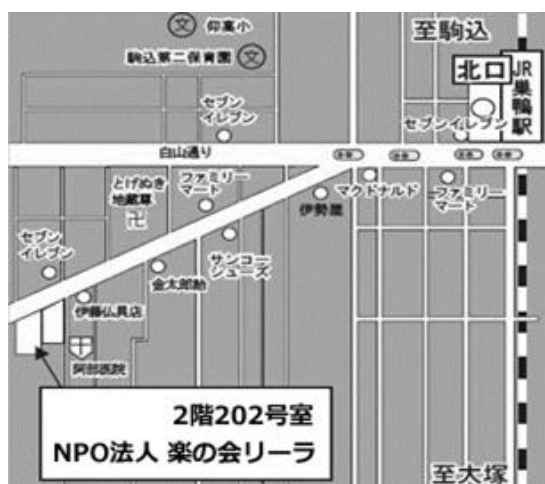 仰高小
至駒込
駒込第二保育園
北口
JR
巣鴨駅
セブン
イレブン
セブンイレブン
白山通り
とげぬき
地蔵尊
ファミリー
マート
マクドナルド
ファミリー
マート
伊勢屋
セブン
イレブン
サンコー
シューズ
金太郎飴
伊藤仏具店
阿部医院
2階202号室
NPO法人 楽の会リーラ
至大塚